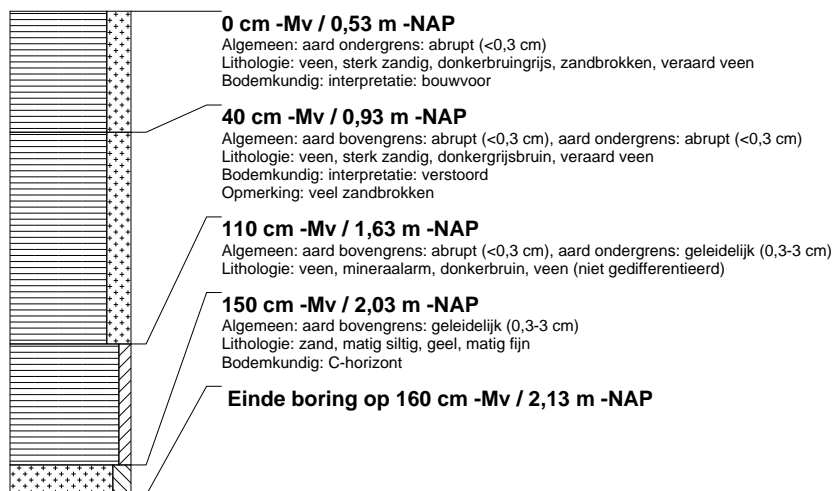 0 cm -Mv / 0,53 m -NAP
Algemeen: aard ondergrens: abrupt (<0,3 cm)
Lithologie: veen, sterk zandig, donkerbruingrijs, zandbrokken, veraard veen
Bodemkundig: interpretatie: bouwvoor
40 cm -Mv / 0,93 m -NAP
Algemeen: aard bovengrens: abrupt (<0,3 cm), aard ondergrens: abrupt (<0,3 cm)
Lithologie: veen, sterk zandig, donkergrijsbruin, veraard veen
Bodemkundig: interpretatie: verstoord
Opmerking: veel zandbrokken
110 cm -Mv / 1,63 m -NAP
Algemeen: aard bovengrens: abrupt (<0,3 cm), aard ondergrens: geleidelijk (0,3-3 cm)
Lithologie: veen, mineraalarm, donkerbruin, veen (niet gedifferentieerd)
150 cm -Mv / 2,03 m -NAP
Algemeen: aard bovengrens: geleidelijk (0,3-3 cm)
Lithologie: zand, matig siltig, geel, matig fijn
Bodemkundig: C-horizont
Einde boring op 160 cm -Mv / 2,13 m -NAP